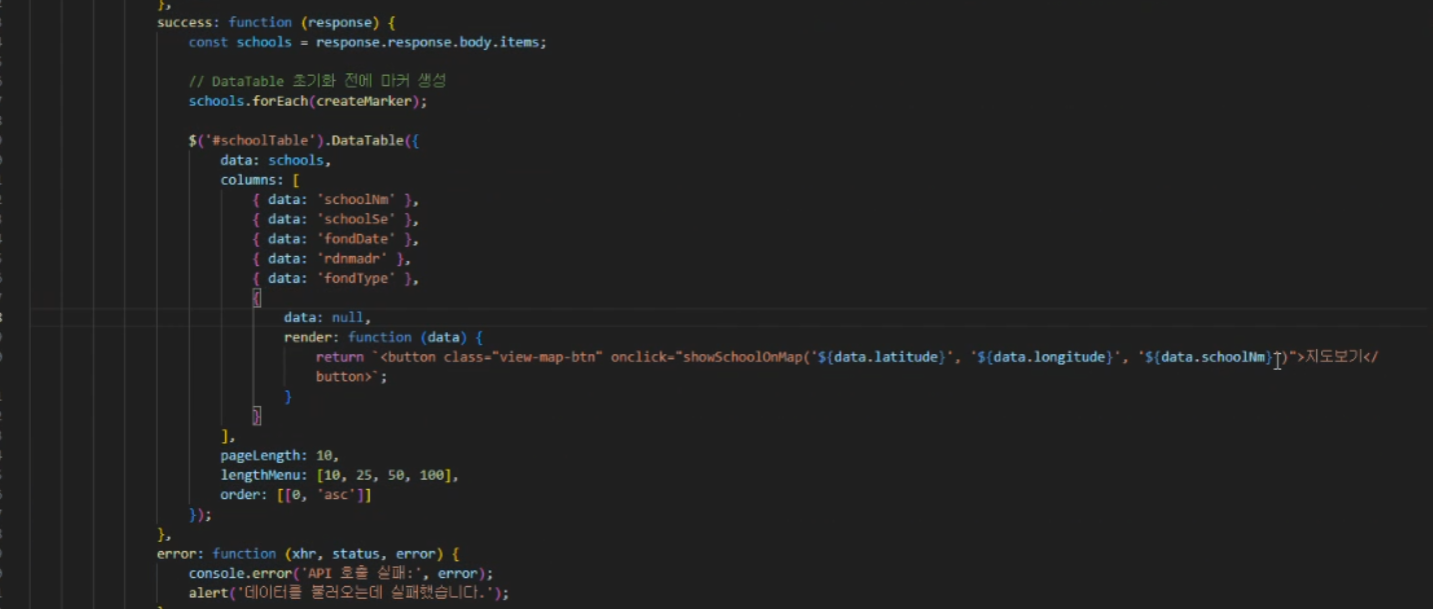 },
success: function (response) {
const schools = response.response.body.items;
// DataTable 초기화 전에 마커 생성
schools.forEach(createMarker);
$('#schoolTable').DataTable({
data: schools,
columns: [
{ data: 'schoolNm' },
{ data: 'schoolSe' },
{ data: 'fondDate' },
{ data: 'rdnmadr' },
{ data: 'fondType' },
{
data: null,
render: function (data) {
return `<button class="view-map-btn" onclick="showSchoolOnMap('${data.latitude}', '${data.longitude}', '${data.schoolNm}')">지도보기</
button>`;
}
}
],
pageLength: 10,
lengthMenu: [10, 25, 50, 100],
order: [[0, 'asc']]
});
},
error: function (xhr, status, error) {
console.error('API 호출 실패:', error);
alert('데이터를 불러오는데 실패했습니다.');